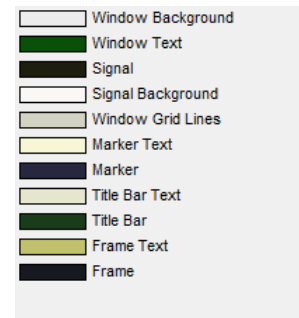 Window Background
Window Text
Signal
Signal Background
Window Grid Lines
Marker Text
Marker
Title Bar Text
Title Bar
Frame Text
Frame